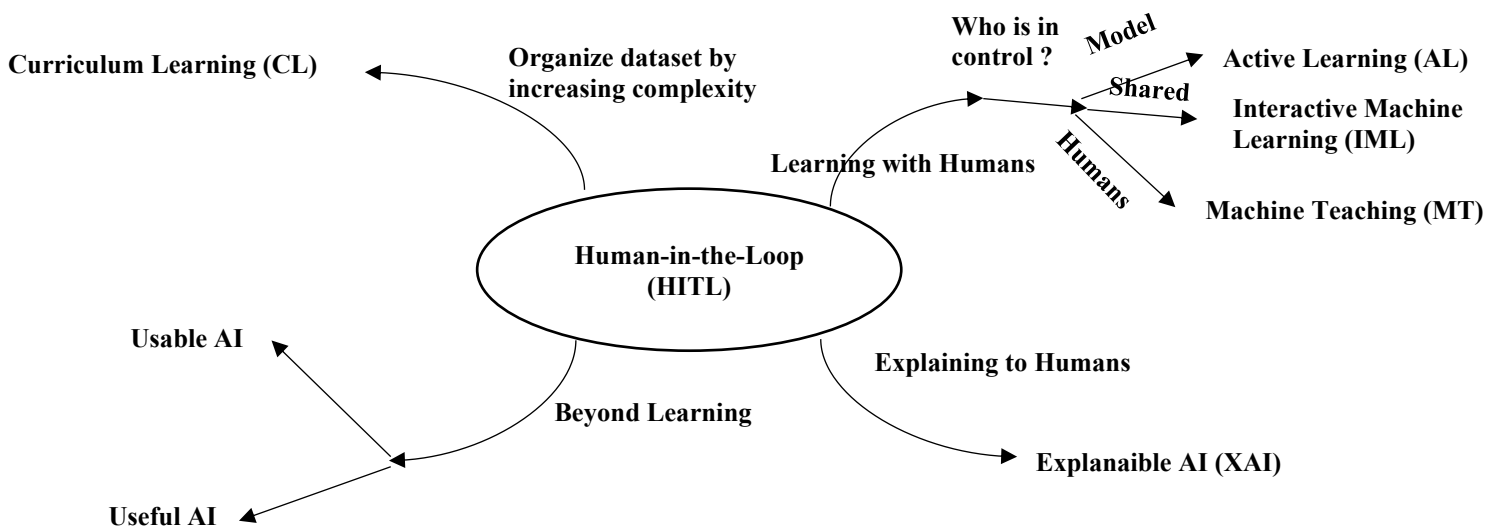 Curriculum Learning (CL)
Organize dataset by
increasing complexity
Who is in
control ?
Model
Shared
Humans
Active Learning (AL)
Interactive Machine
Learning (IML)
Machine Teaching (MT)
Learning with Humans
Human-in-the-Loop
(HITL)
Usable AI
Beyond Learning
Useful AI
Explaining to Humans
Explanaible AI (XAI)